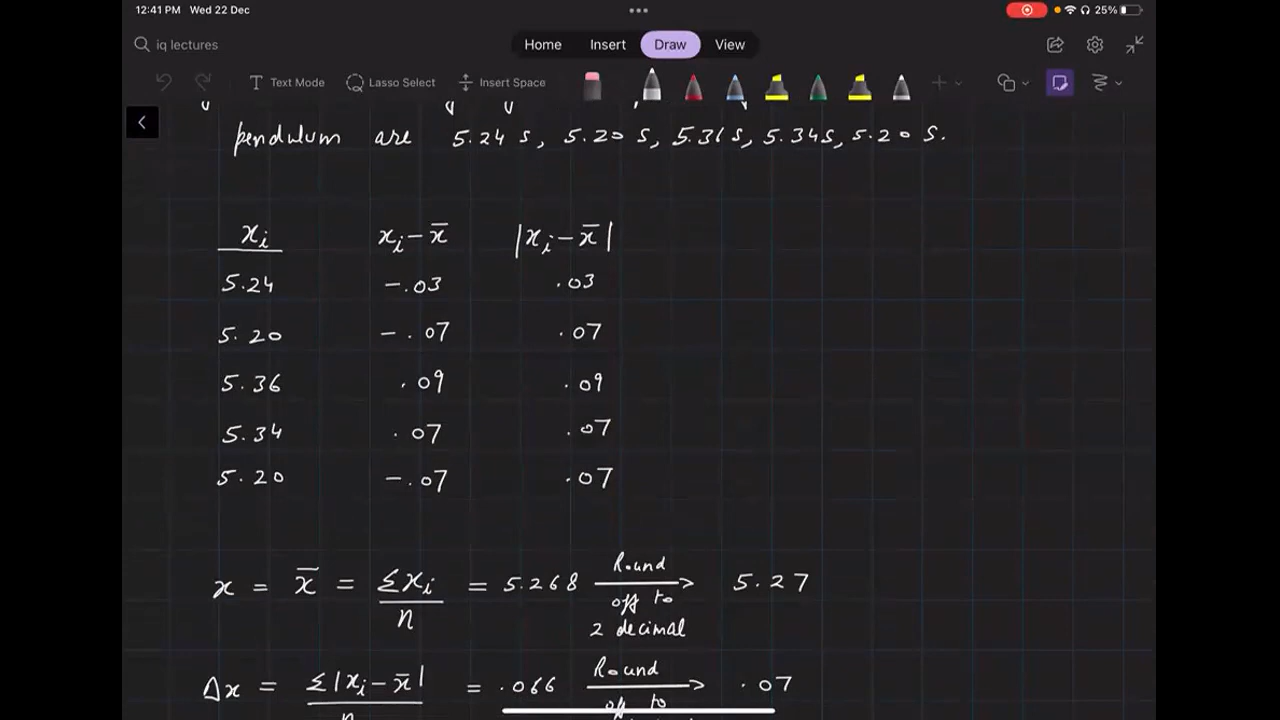 12:41 PM Wed 22 Dec
25%
iq lectures
Home Insert Draw View
Text Mode Lasso Select Insert Space
pendulum are 5.24 s, 5.20 s, 5.36 s, 5.34 s, 5.20 s.
xᵢ xᵢ - x̄ |xᵢ - x̄|
5.24 -.03 .03
5.20 -.07 .07
5.36 .09 .09
5.34 .07 .07
5.20 -.07 .07
Round
x = x̄ = Σxᵢ/n = 5.268 → 5.27
off to
2 decimal
Round
Δx = Σ|xᵢ - x̄|/n = .066 → .07
off to